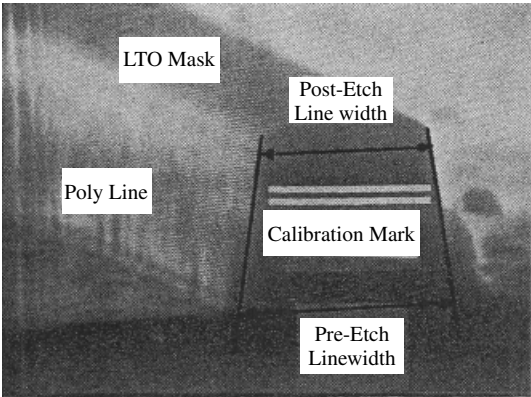 LTO Mask
Post-Etch
Line width
Poly Line
Calibration Mark
Pre-Etch
Linewidth